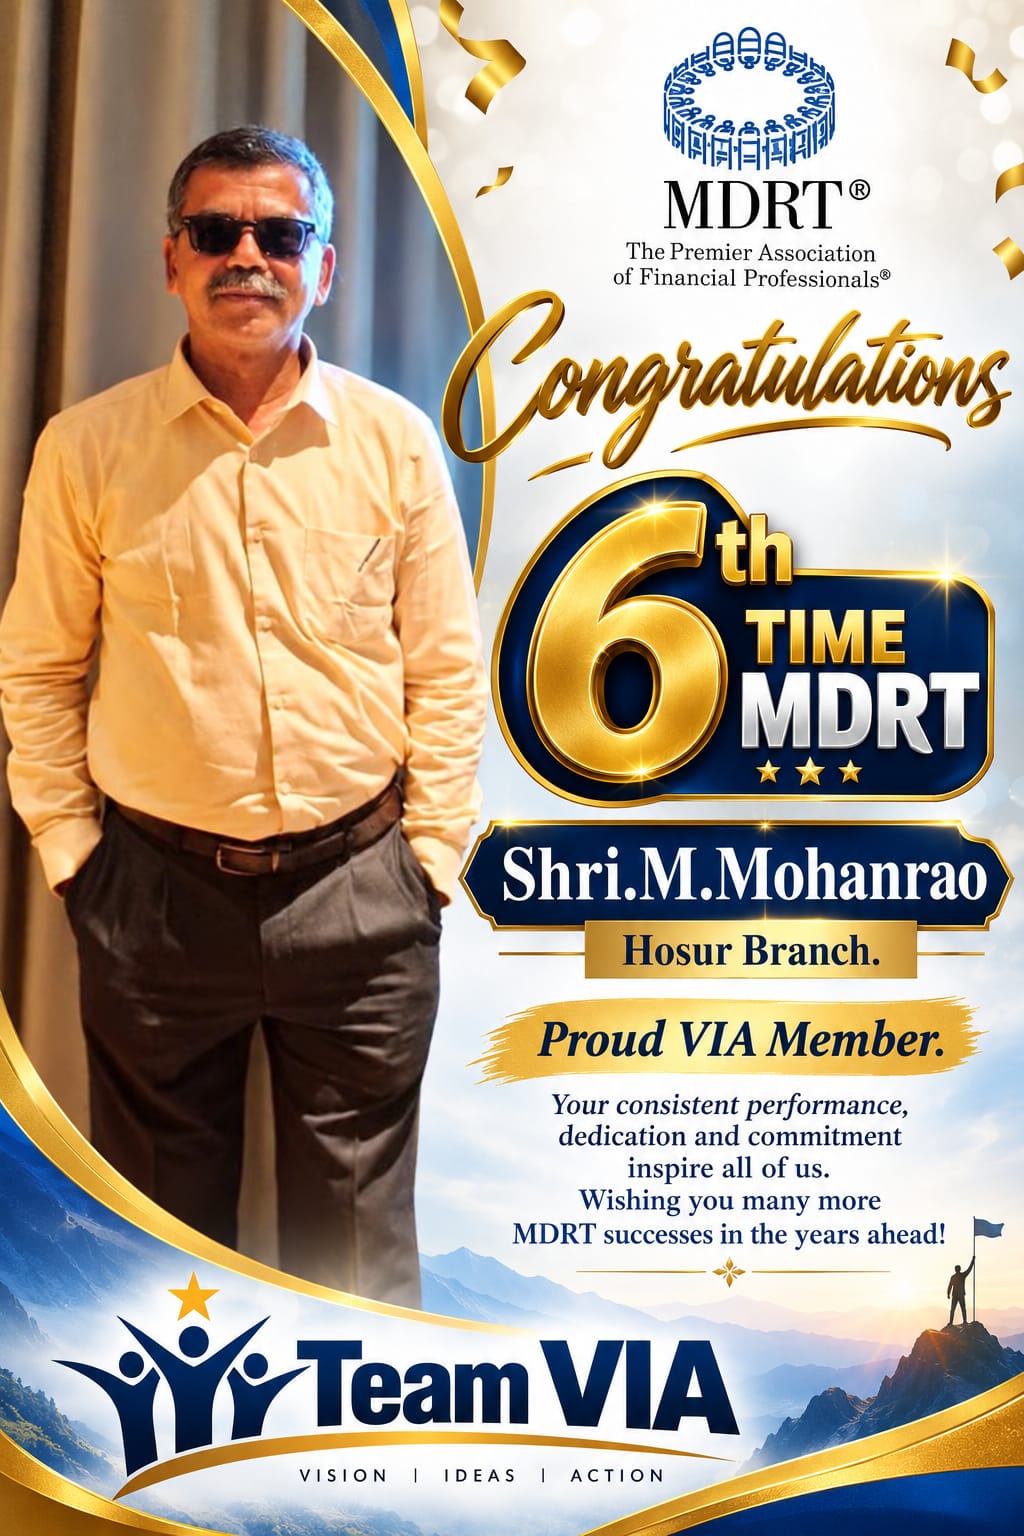 MDRT®
The Premier Association
of Financial Professionals®
Congratulations
6th
TIME
MDRT
Shri.M.Mohanrao
Hosur Branch.
Proud VIA Member.
Your consistent performance,
dedication and commitment
inspire all of us.
Wishing you many more
MDRT successes in the years ahead!
Team VIA
VISION | IDEAS | ACTION